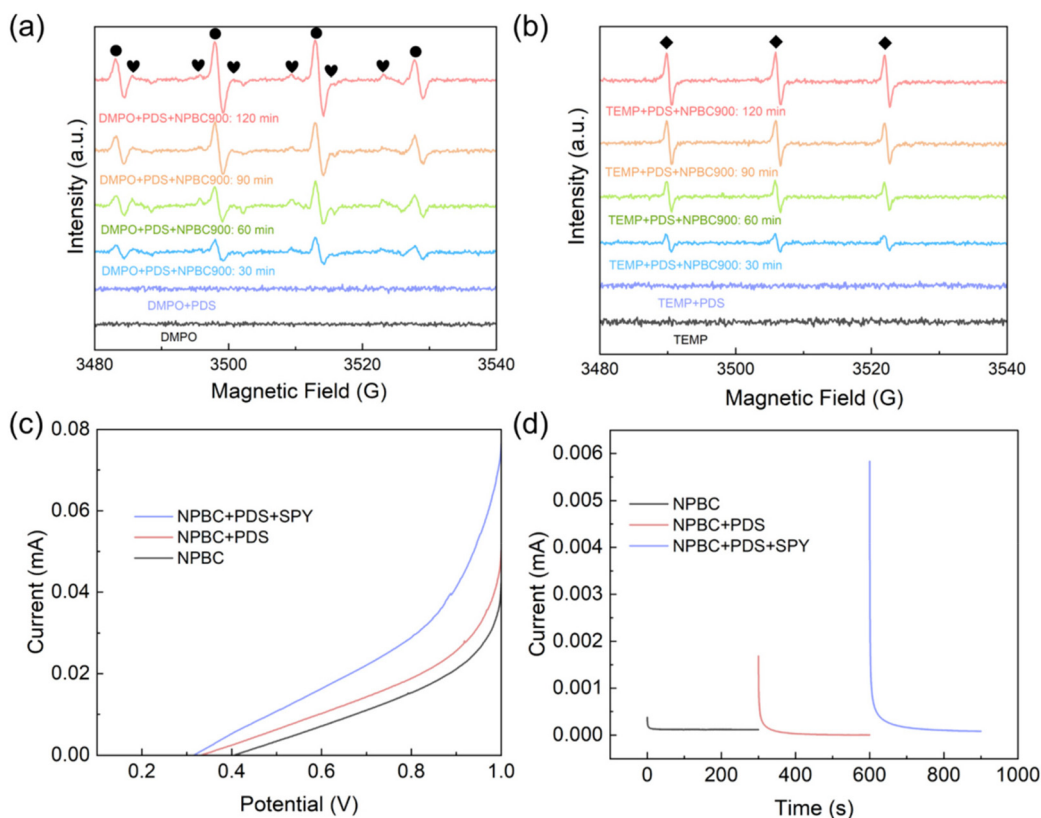 (a)
DMPO+PDS+NPBC900: 120 min
DMPO+PDS+NPBC900: 90 min
DMPO+PDS+NPBC900: 60 min
DMPO+PDS+NPBC900: 30 min
DMPO+PDS
DMPO
Intensity (a.u.)
3480
3500
3520
3540
Magnetic Field (G)
(b)
TEMP+PDS+NPBC900: 120 min
TEMP+PDS+NPBC900: 90 min
TEMP+PDS+NPBC900: 60 min
TEMP+PDS+NPBC900: 30 min
TEMP+PDS
TEMP
Intensity (a.u.)
3480
3500
3520
3540
Magnetic Field (G)
(c)
0.08
0.06
0.04
0.02
0.00
Current (mA)
NPBC+PDS+SPY
NPBC+PDS
NPBC
0.2
0.4
0.6
0.8
1.0
Potential (V)
(d)
0.006
0.005
0.004
0.003
0.002
0.001
0.000
Current (mA)
NPBC
NPBC+PDS
NPBC+PDS+SPY
0
200
400
600
800
1000
Time (s)